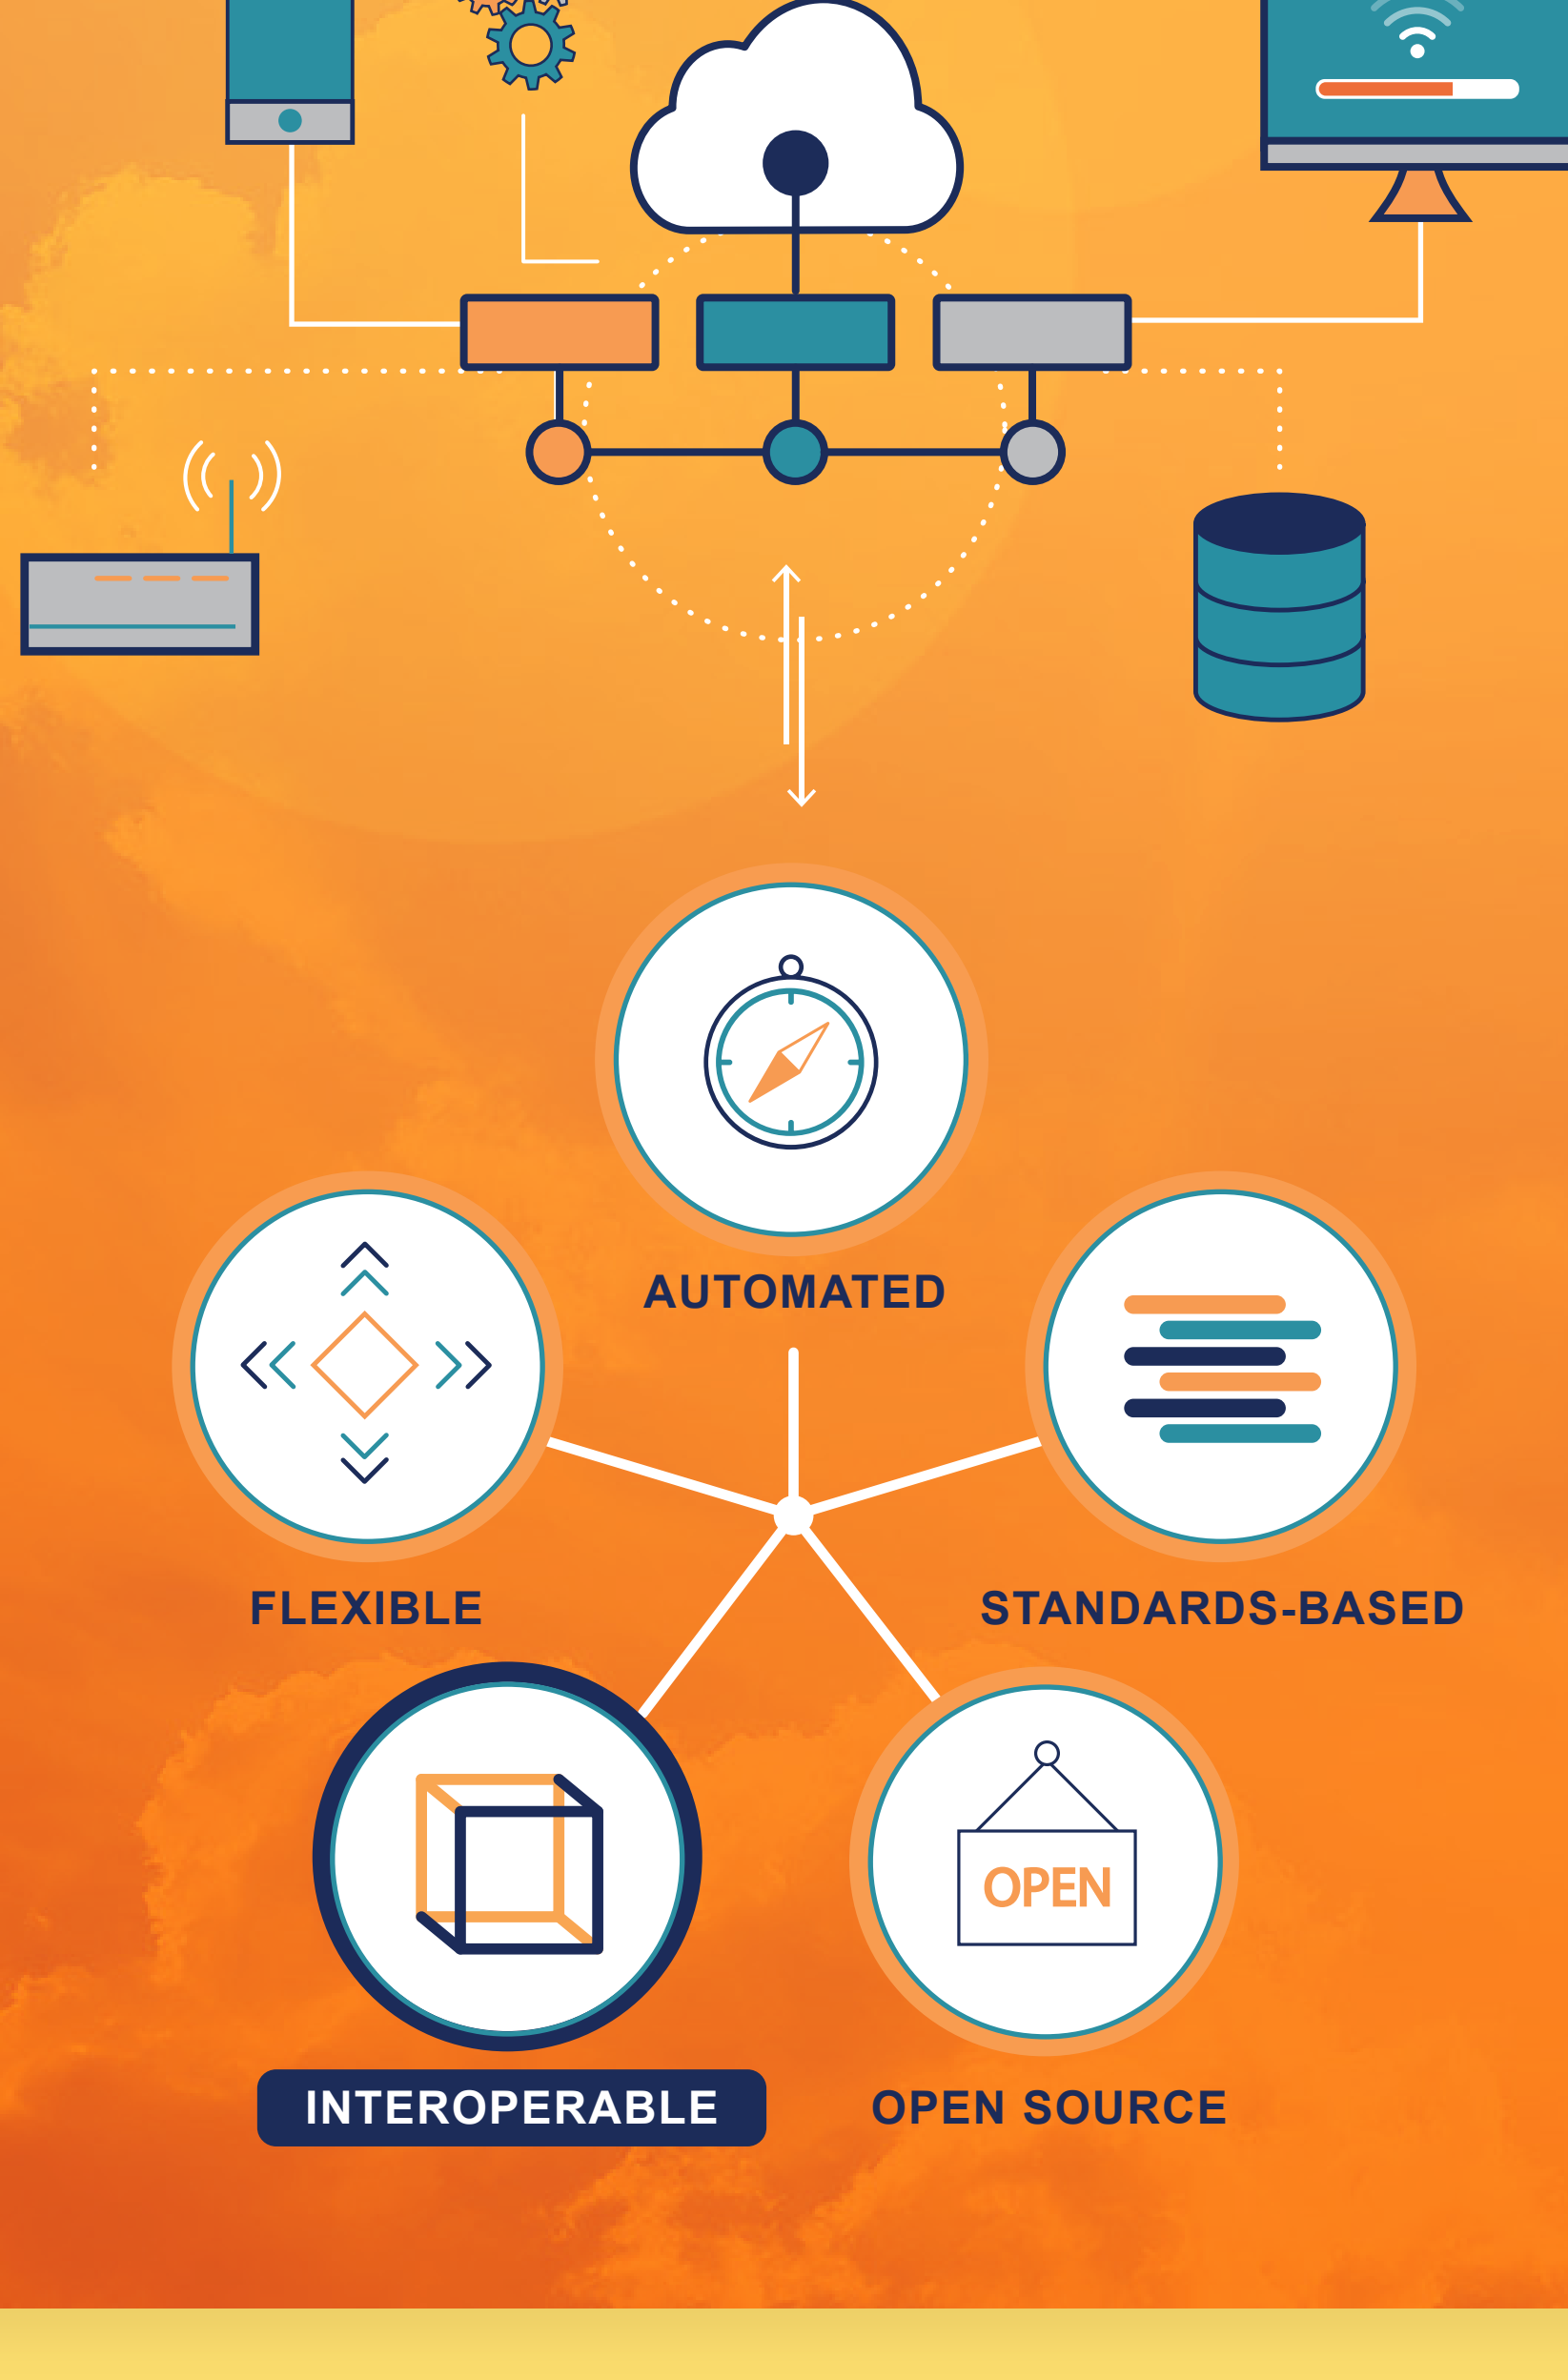 AUTOMATED
FLEXIBLE
STANDARDS-BASED
OPEN
INTEROPERABLE
OPEN SOURCE